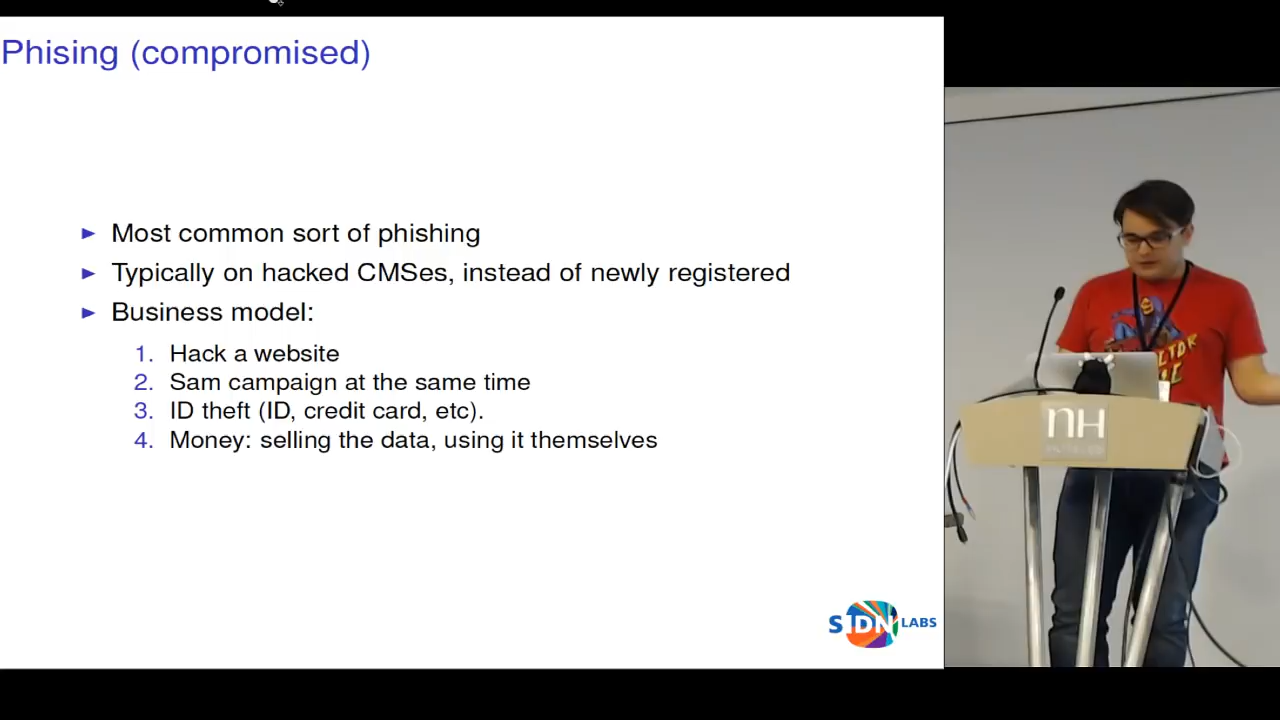 Phising (compromised)
► Most common sort of phishing
► Typically on hacked CMSes, instead of newly registered
► Business model:
1. Hack a website
2. Sam campaign at the same time
3. ID theft (ID, credit card, etc).
4. Money: selling the data, using it themselves
SIDN LABS
nH